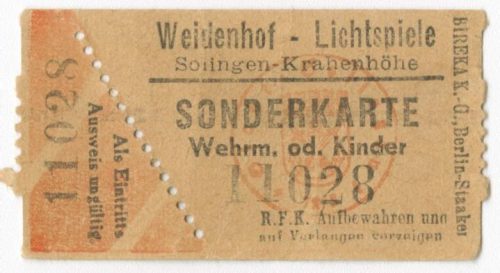 Weidenhof - Lichtspiele
Solingen-Krahenhöhe
SONDERKARTE
Wehrm. od. Kinder
11028
R.F.K. Aufbewahren und
auf Verlangen vorzeigen
11028
Als Eintritts
Ausweis ungültig.
BIREKA K.-G., Berlin-Staaken